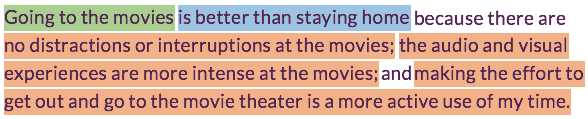 Going to the movies is better than staying home because there are
no distractions or interruptions at the movies; the audio and visual
experiences are more intense at the movies; and making the effort to
get out and go to the movie theater is a more active use of my time.